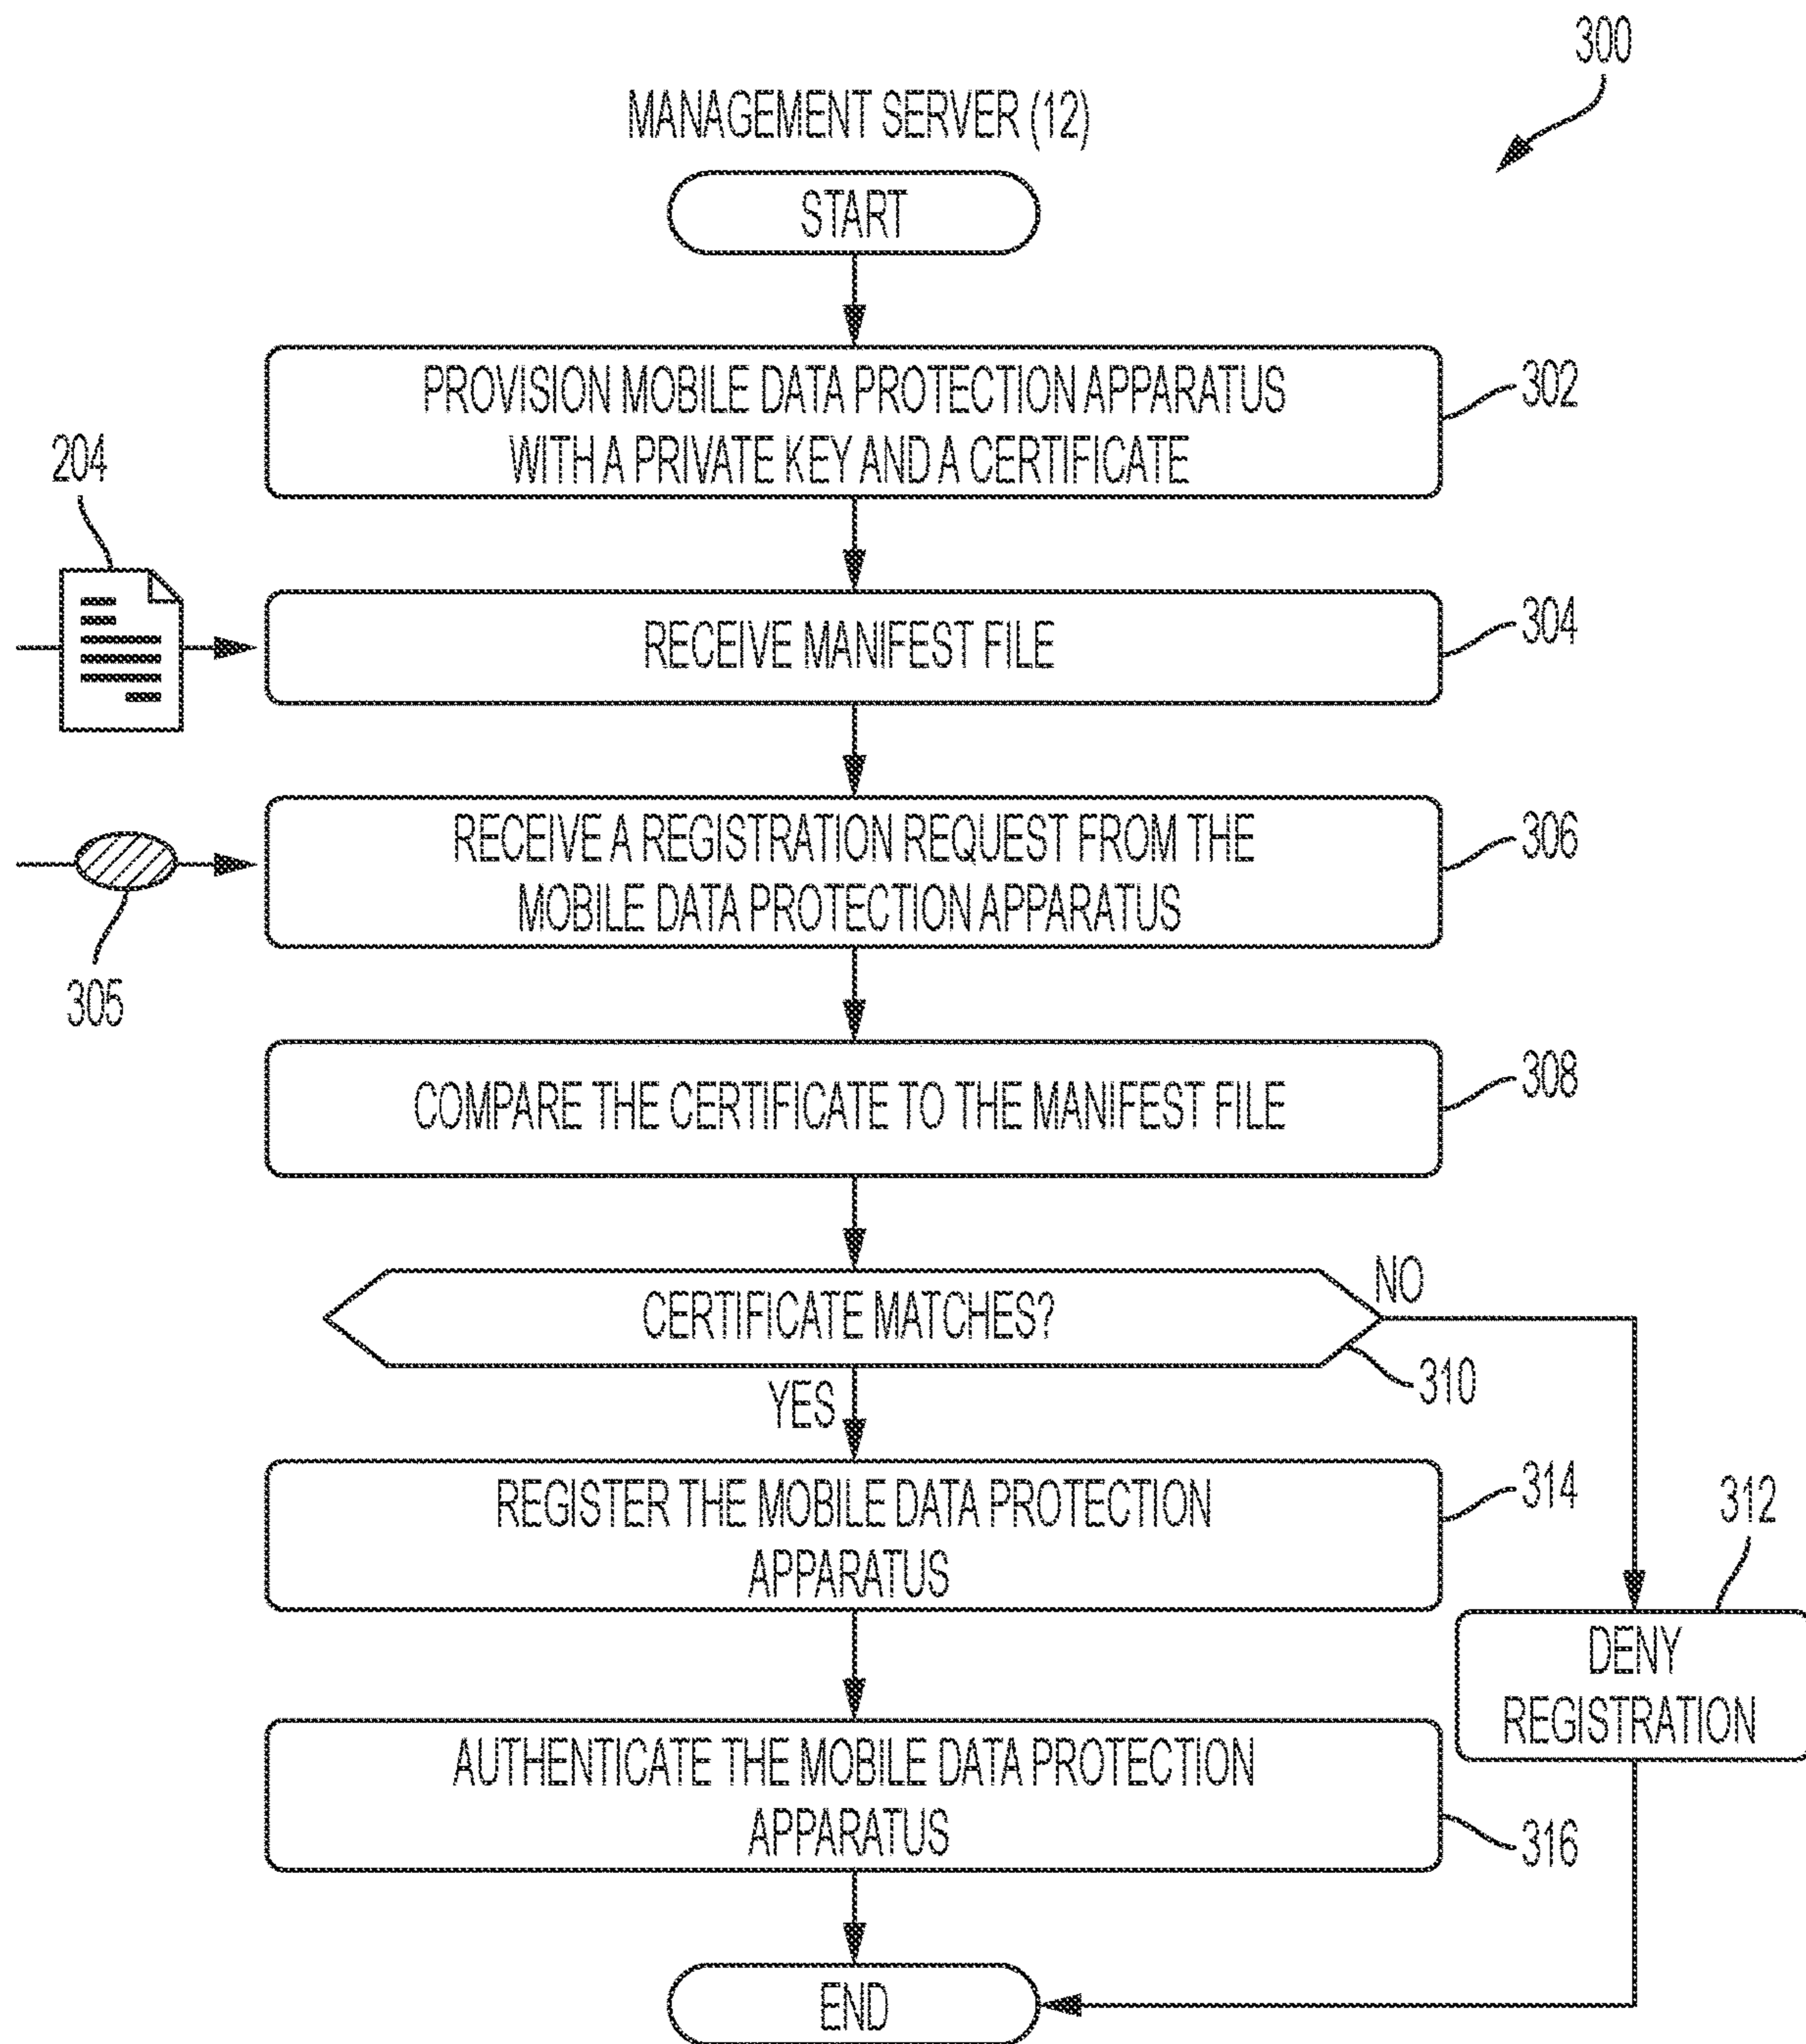 300
MANAGEMENT SERVER (12)
START
PROVISION MOBILE DATA PROTECTION APPARATUS
WITH A PRIVATE KEY AND A CERTIFICATE
302
204
RECEIVE MANIFEST FILE
304
RECEIVE A REGISTRATION REQUEST FROM THE
MOBILE DATA PROTECTION APPARATUS
306
305
COMPARE THE CERTIFICATE TO THE MANIFEST FILE
308
CERTIFICATE MATCHES?
NO
310
YES
REGISTER THE MOBILE DATA PROTECTION
APPARATUS
314
312
DENY
REGISTRATION
AUTHENTICATE THE MOBILE DATA PROTECTION
APPARATUS
316
END